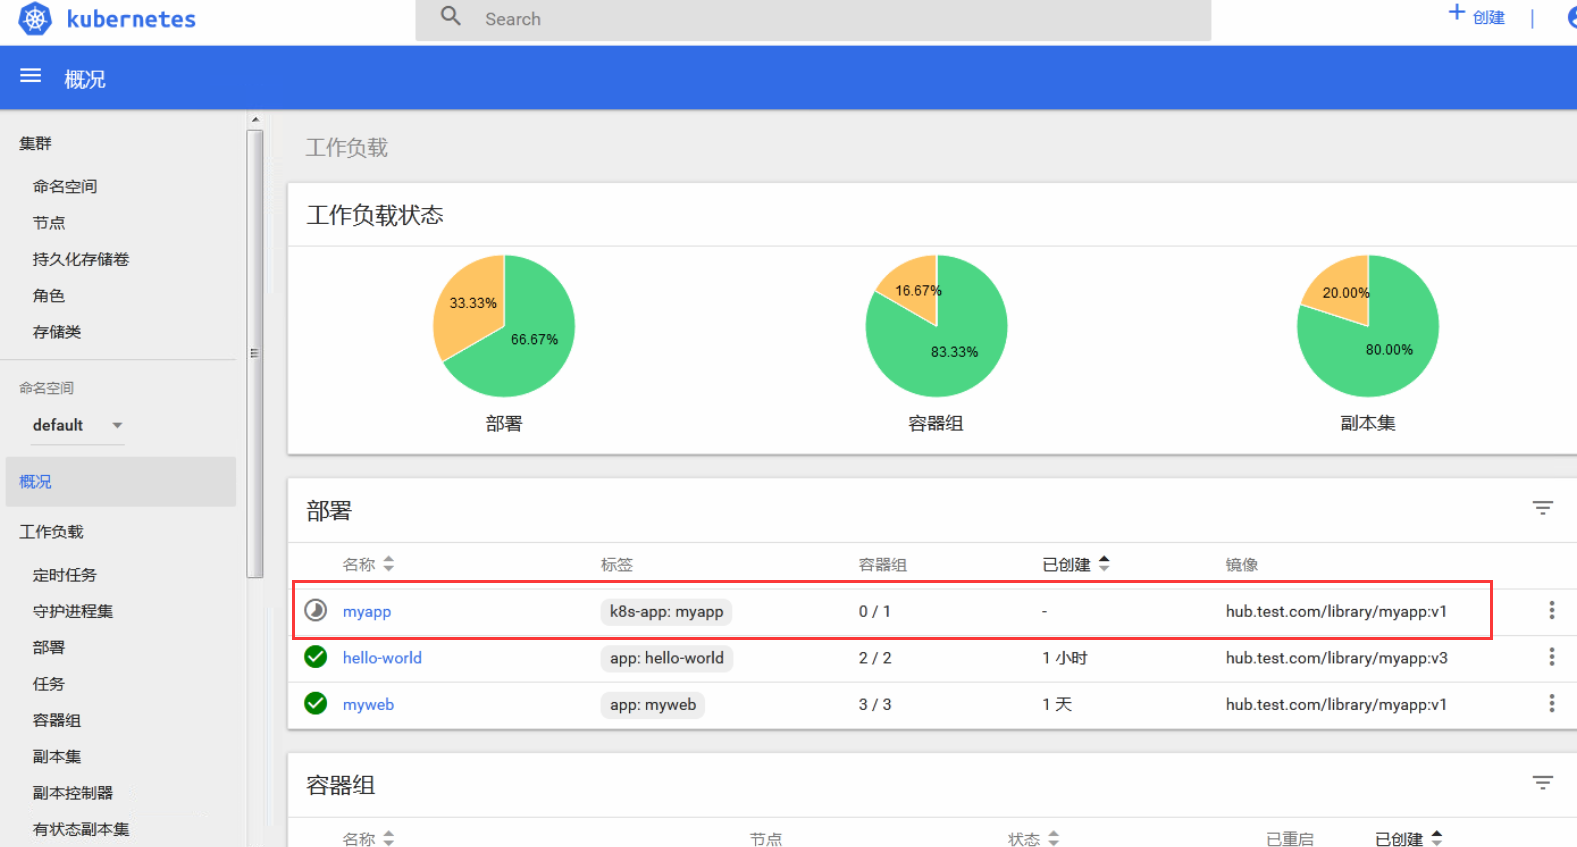 kubernetes
Search
创建
概况
集群
命名空间
节点
持久化存储卷
角色
存储类
命名空间
default
概况
工作负载
定时任务
守护进程集
部署
任务
容器组
副本集
副本控制器
有状态副本集
工作负载
工作负载状态
33.33%
66.67%
部署
16.67%
83.33%
容器组
20.00%
80.00%
副本集
部署
名称 标签 容器组 已创建 镜像
myapp k8s-app: myapp 0 / 1 - hub.test.com/library/myapp:v1
hello-world app: hello-world 2 / 2 1 小时 hub.test.com/library/myapp:v3
myweb app: myweb 3 / 3 1 天 hub.test.com/library/myapp:v1
容器组
名称 节点 状态 已重启 已创建